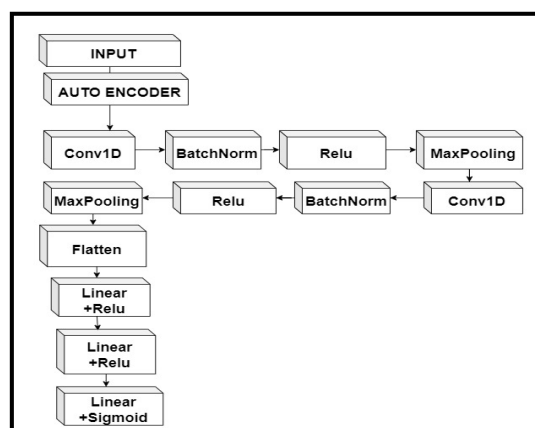 INPUT
AUTO ENCODER
Conv1D
BatchNorm
Relu
MaxPooling
Conv1D
BatchNorm
Relu
MaxPooling
Flatten
Linear
+Relu
Linear
+Relu
Linear
+Sigmoid